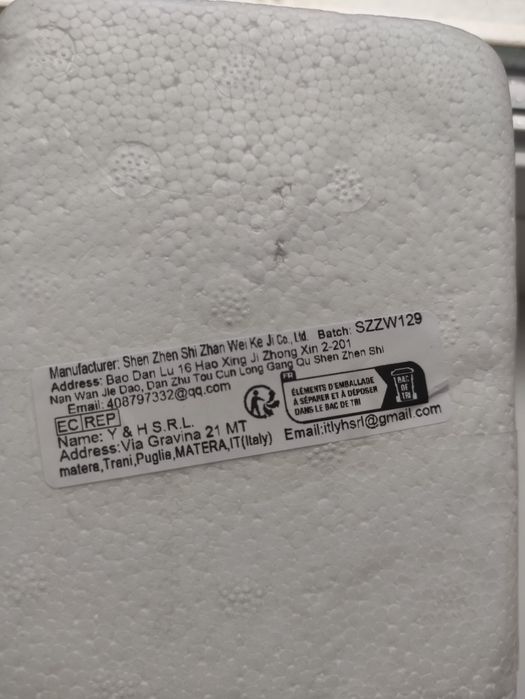 Manufacturer: Shen Zhen Shi Zhan Wei Ke Ji Co., Ltd. Batch: SZZW129
Address: Bao Dan Lu 16 Hao Xing Ji Zhong Xin 2-201
Nan Wan Jie Dao, Dan Zhu Tou Cun Long Gang Qu Shen Zhen Shi
Email: 408797332@qq.com
EC REP
Name: Y & H S.R.L.
Address:Via Gravina 21 MT
matera,Trani,Puglia,MATERA,IT(Italy)
FR
ÉLÉMENTS D'EMBALLAGE
À SÉPARER ET À DÉPOSER
DANS LE BAC DE TRI
BAC
DE
TRI
Email:itlyhsrl@gmail.com